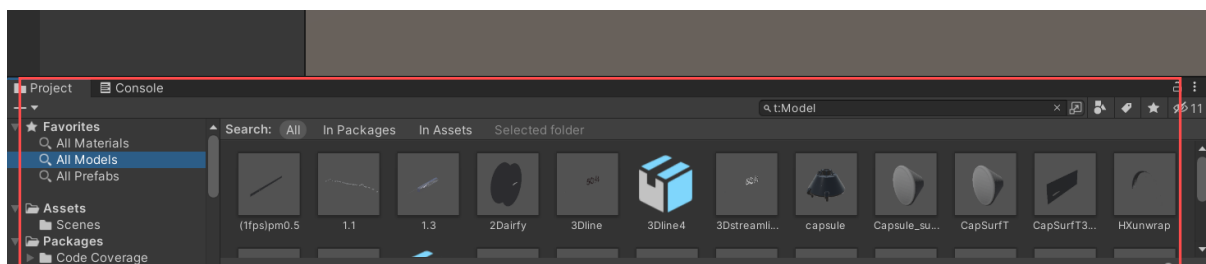 Project Console
t:Model 11
Favorites
Search: All In Packages In Assets Selected folder
All Materials
All Models
All Prefabs
Assets
Scenes
Packages
Code Coverage
(1fps)pm0.5 1.1 1.3 2Dairfy 3Dline 3Dline4 3Dstreamli... capsule Capsule_su... CapSurfT CapSurfT3... HXunwrap